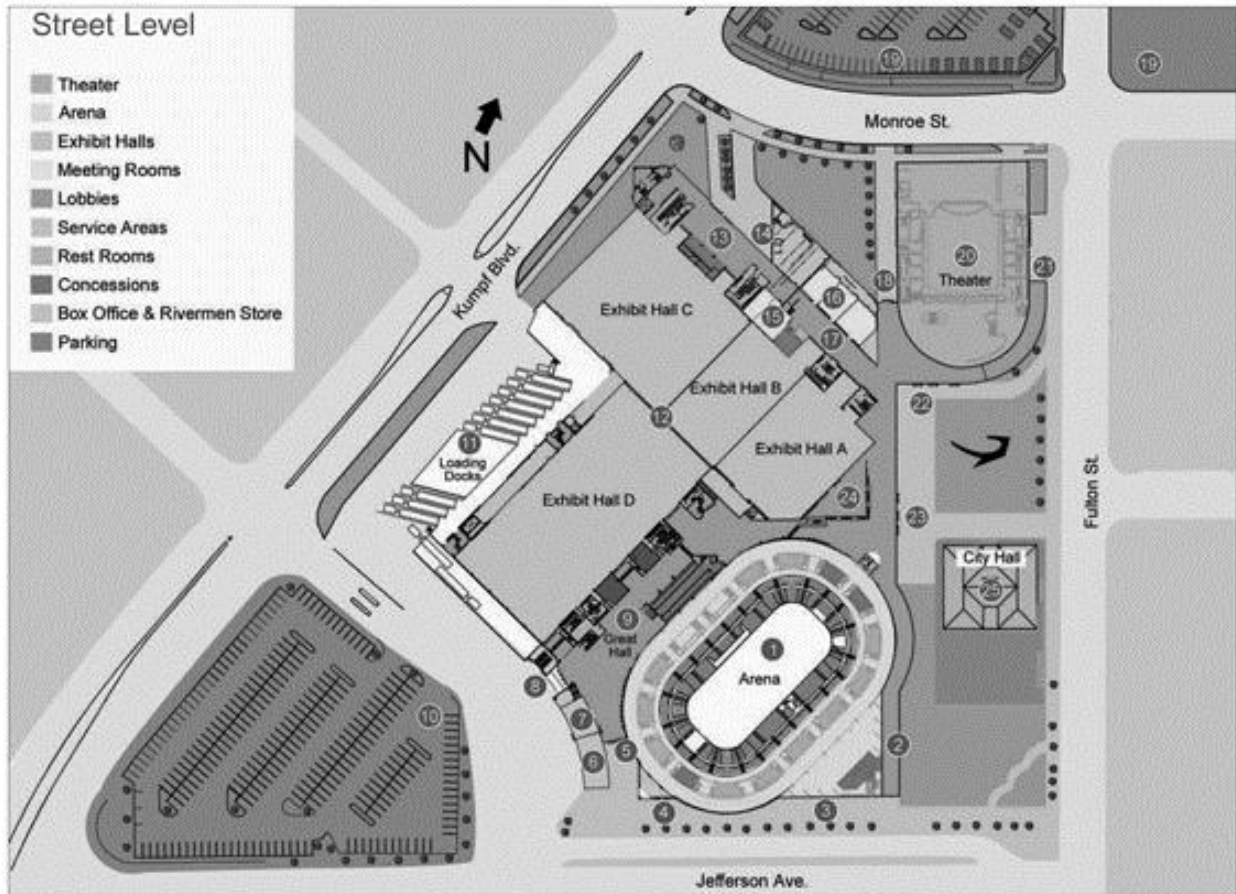 Street Level
Theater
Arena
Exhibit Halls
Meeting Rooms
Lobbies
Service Areas
Rest Rooms
Concessions
Box Office & Rivermen Store
Parking
N
19
19
Monroe St.
Kumpf Blvd.
13
14
20
Theater
21
18
16
15
17
Exhibit Hall C
Exhibit Hall B
12
22
11
Loading
Docks
Exhibit Hall A
Exhibit Hall D
24
23
Fulton St.
City Hall
25
9
Great
Hall
1
Arena
8
7
10
6
5
2
4
3
Jefferson Ave.